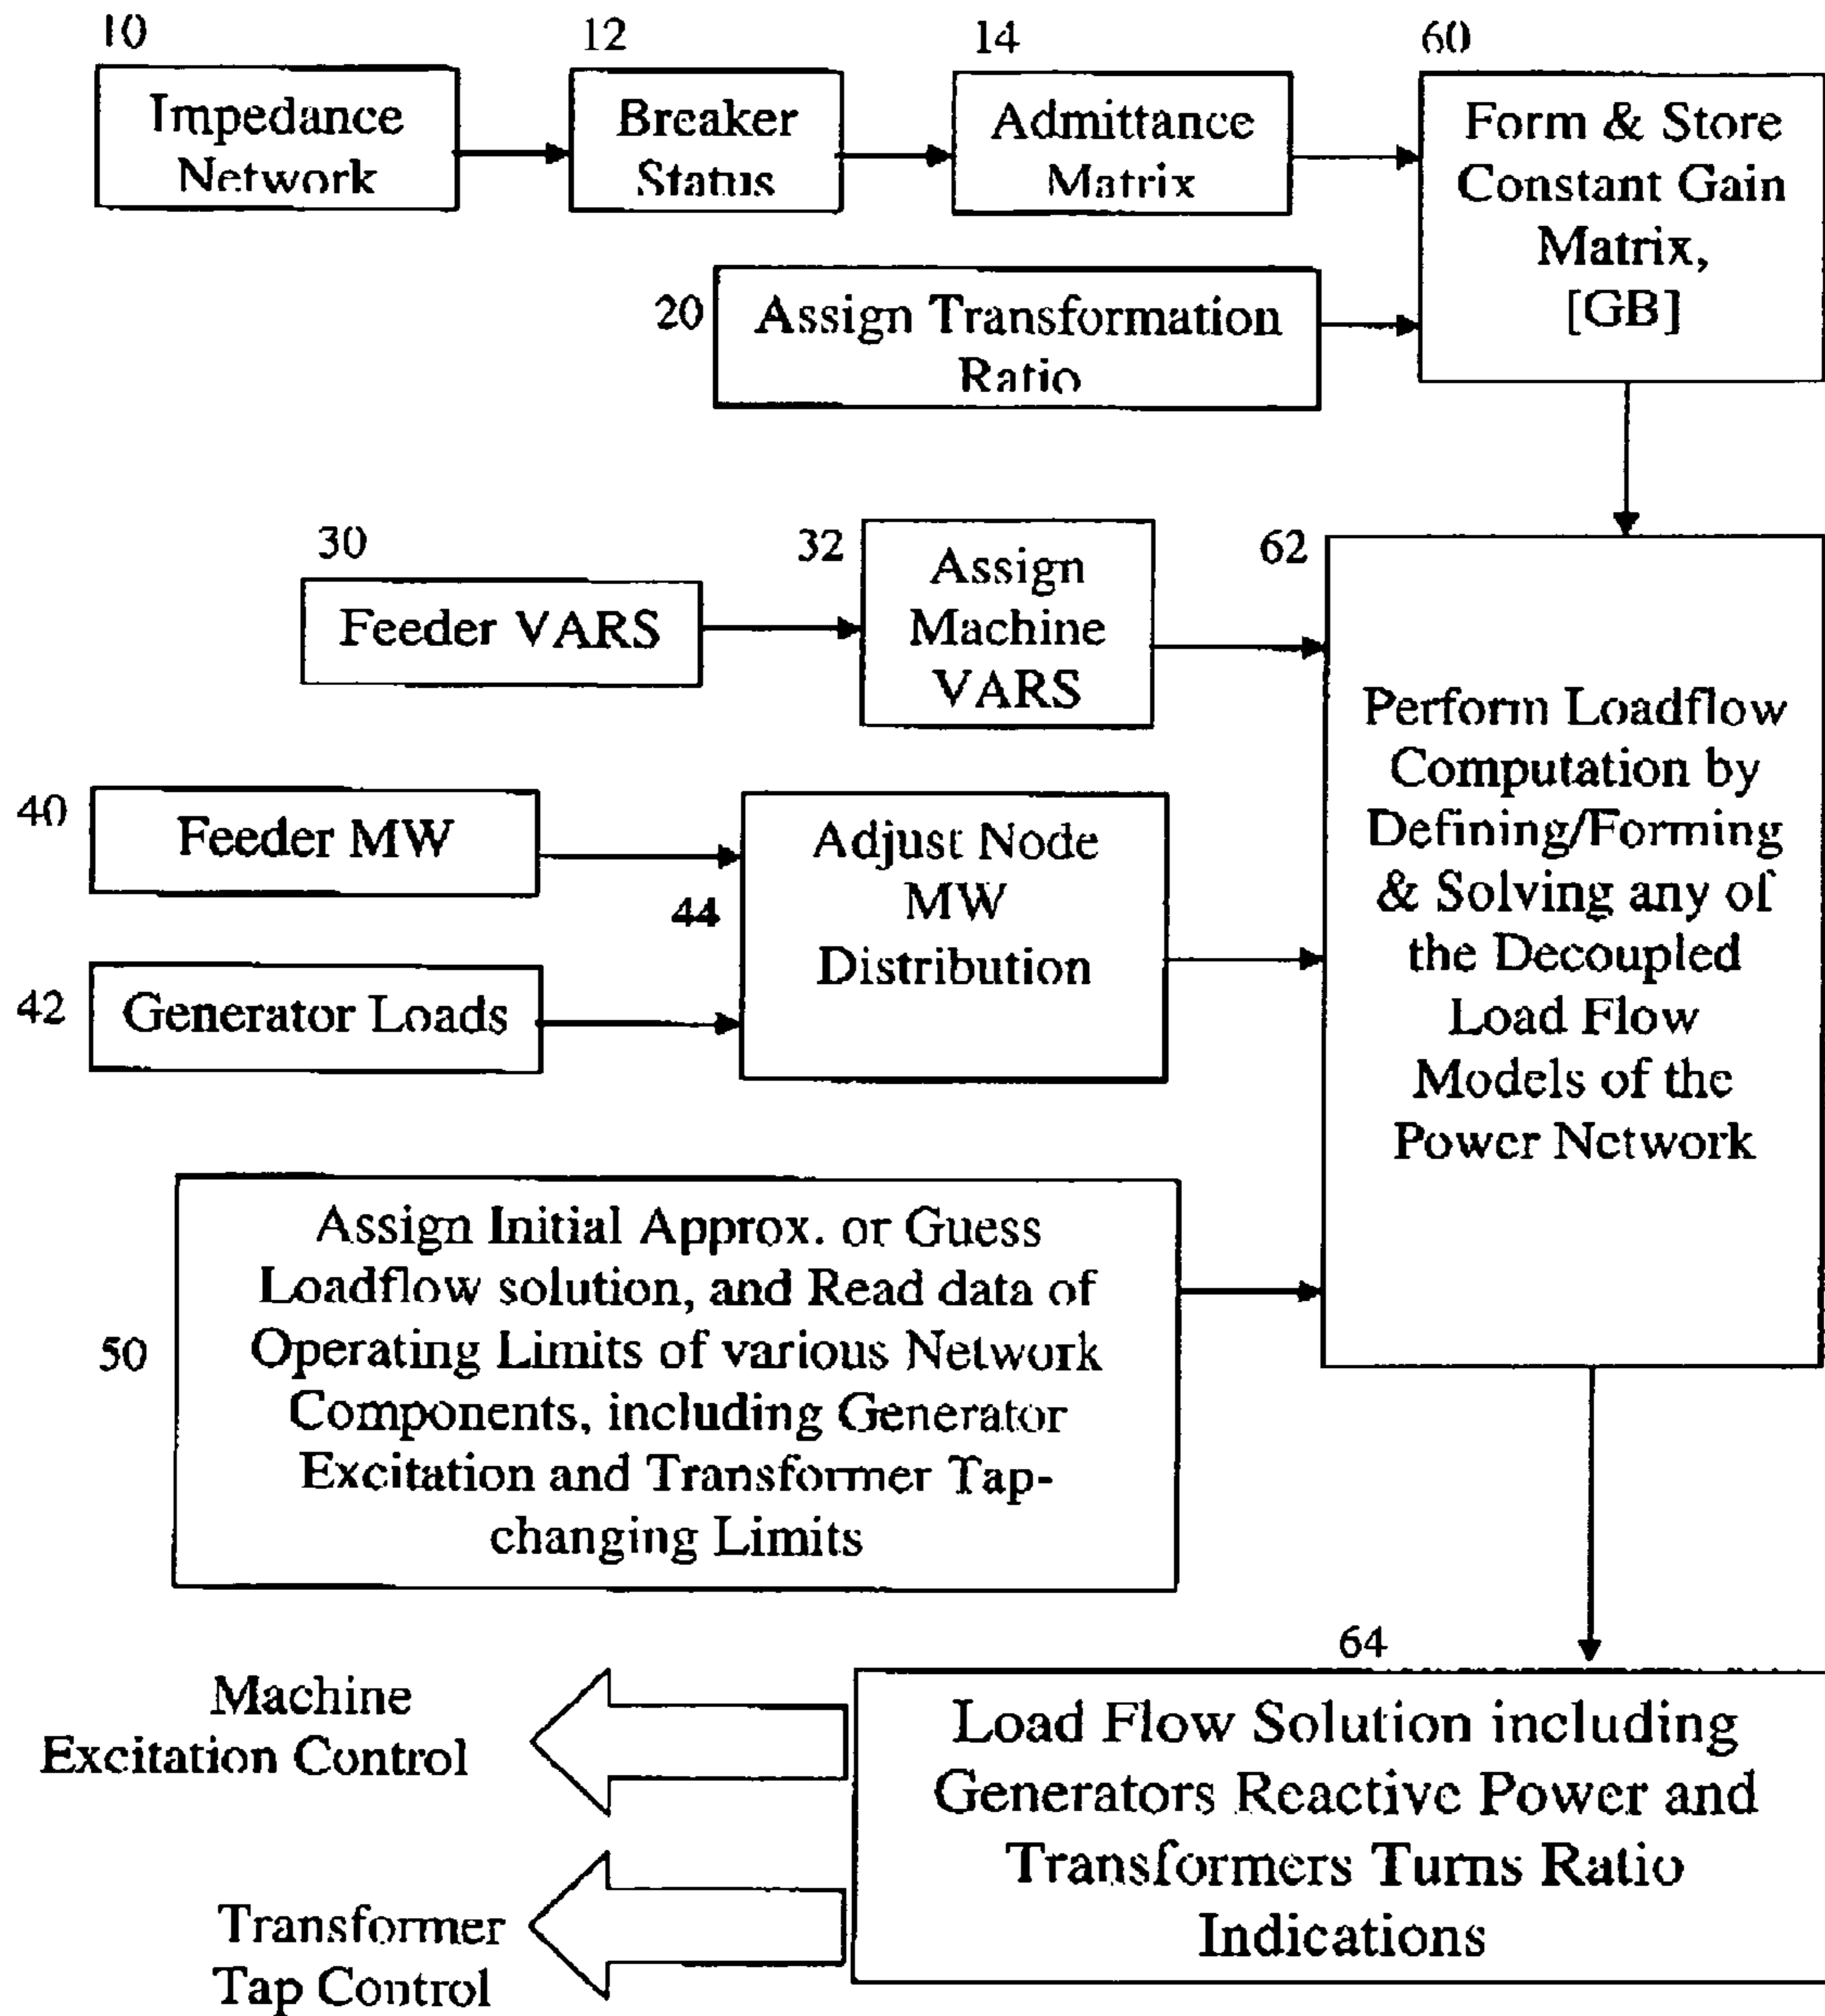 10
Impedance
Network
12
Breaker
Status
14
Admittance
Matrix
60
Form & Store
Constant Gain
Matrix,
[GB]
20
Assign Transformation
Ratio
30
Feeder VARS
32
Assign
Machine
VARS
62
Perform Loadflow
Computation by
Defining/Forming
& Solving any of
the Decoupled
Load Flow
Models of the
Power Network
40
Feeder MW
42
Generator Loads
44
Adjust Node
MW
Distribution
50
Assign Initial Approx. or Guess
Loadflow solution, and Read data of
Operating Limits of various Network
Components, including Generator
Excitation and Transformer Tap-
changing Limits
64
Load Flow Solution including
Generators Reactive Power and
Transformers Turns Ratio
Indications
Machine
Excitation Control
Transformer
Tap Control